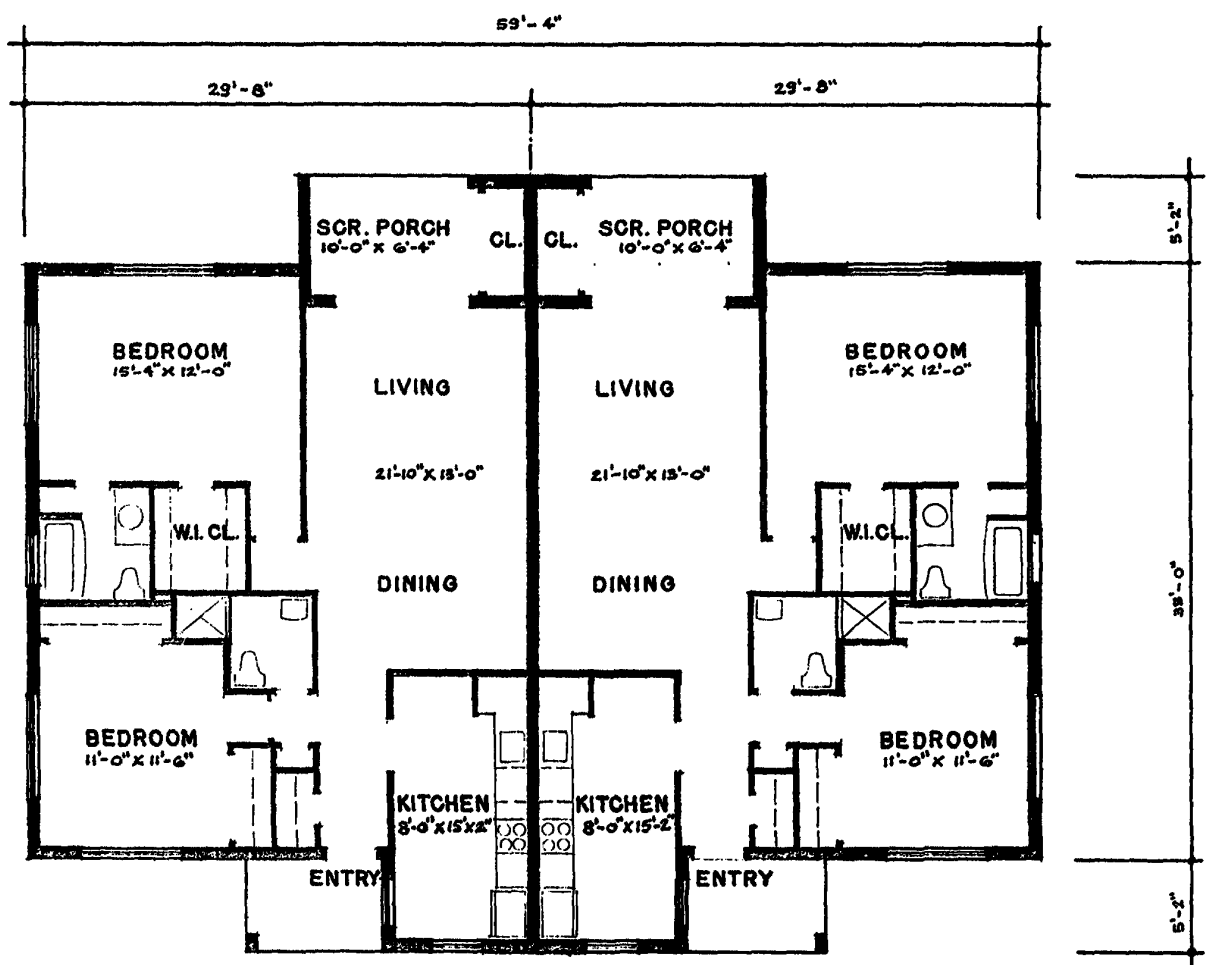 59'-4"
29'-8" 29'-8"
5'-2"
SCR. PORCH
10'-0" X 6'-4"
CL. CL.
SCR. PORCH
10'-0" X 6'-4"
BEDROOM
15'-4" X 12'-0"
LIVING
LIVING
BEDROOM
15'-4" X 12'-0"
21'-10" X 13'-0"
21'-10" X 13'-0"
W.I. CL.
W.I. CL.
DINING
DINING
35'-0"
BEDROOM
11'-0" X 11'-6"
BEDROOM
11'-0" X 11'-6"
KITCHEN
8'-0" X 15' X 2"
KITCHEN
8'-0" X 15'-2"
ENTRY
ENTRY
5'-2"